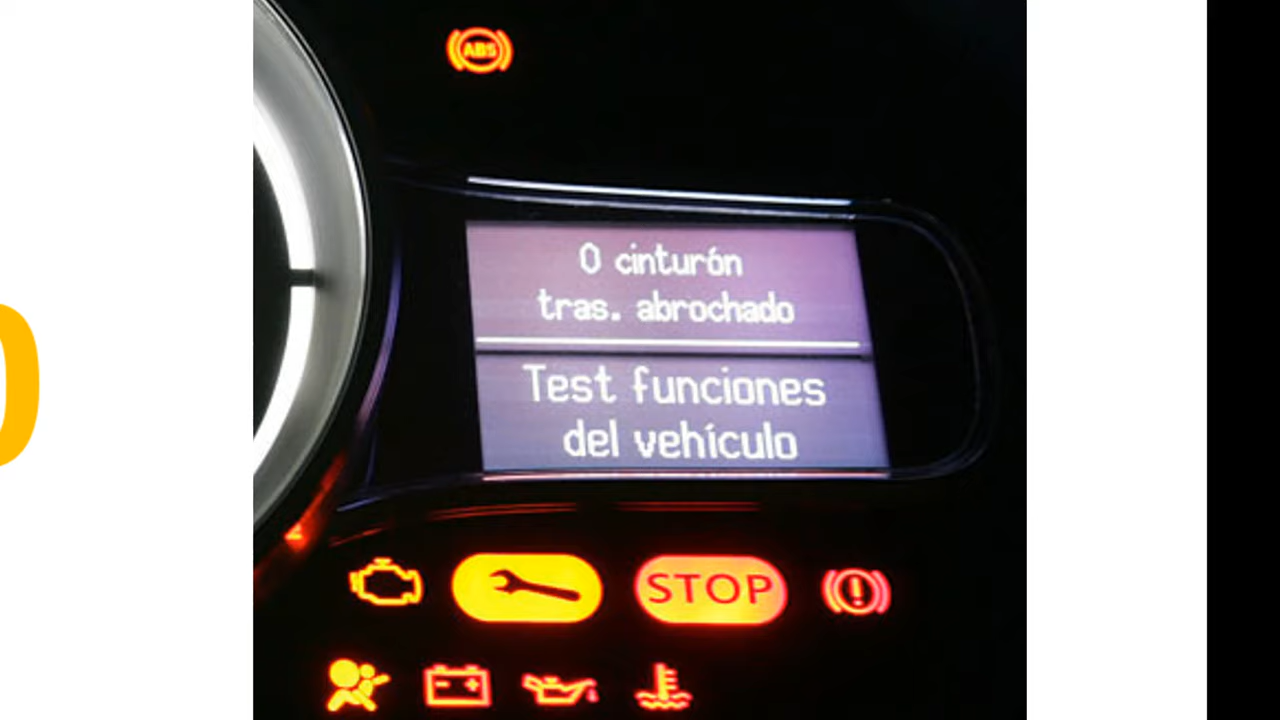 ABS
0 cinturón
tras. abrochado
Test funciones
del vehículo
STOP